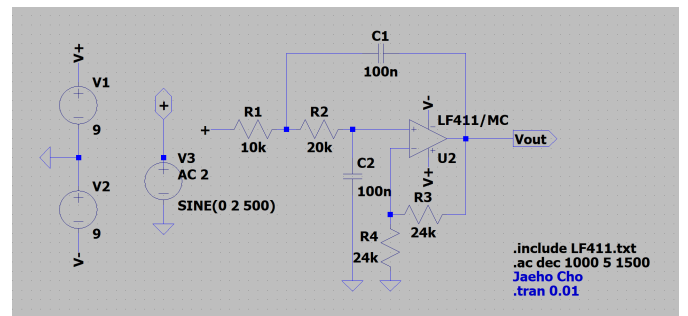 V+
V1
9
V2
9
V-
+
V3
AC 2
SINE(0 2 500)
+
R1
10k
R2
20k
C1
100n
C2
100n
V-
LF411/MC
U2
V+
Vout
R3
24k
R4
24k
.include LF411.txt
.ac dec 1000 5 1500
Jaeho Cho
.tran 0.01